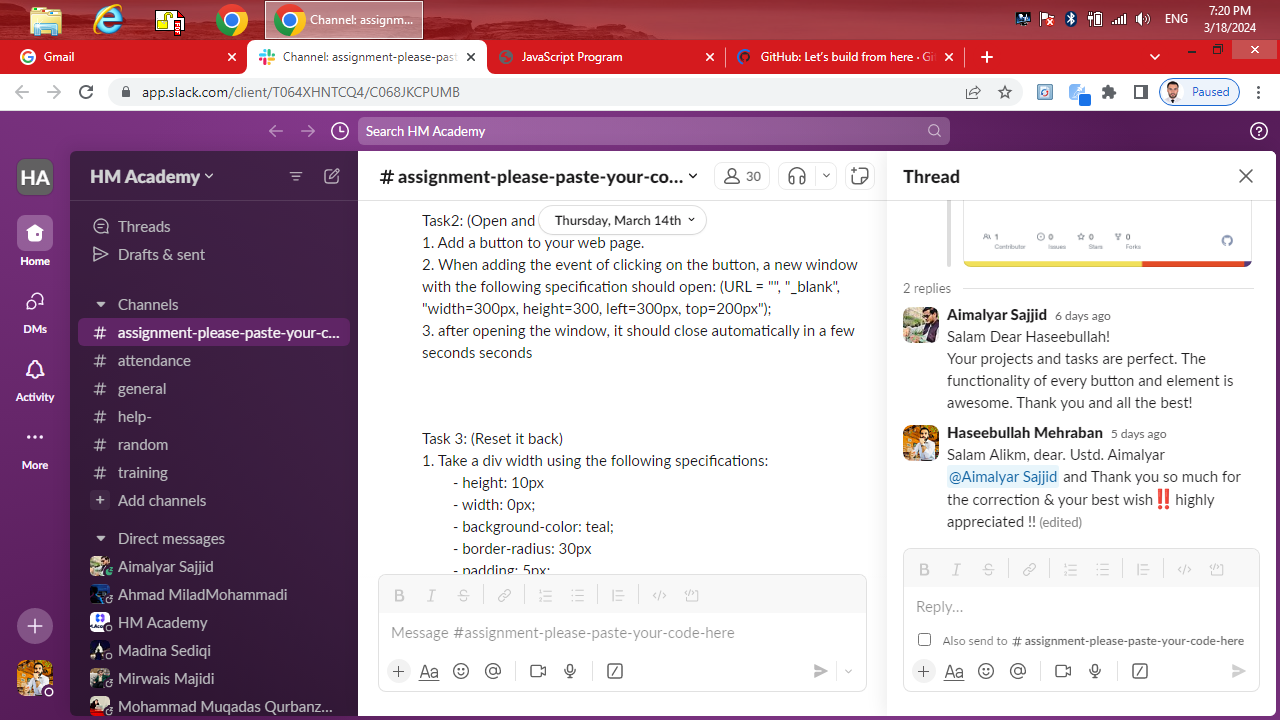 Channel: assignm...
ENG
7:20 PM
3/18/2024
Gmail
Channel: assignment-please-past
JavaScript Program
GitHub: Let's build from here · Git
app.slack.com/client/T064XHNTCQ4/C068JKCPUMB
Paused
Search HM Academy
HA
Home
DMs
Activity
More
HM Academy
Threads
Drafts & sent
Channels
# assignment-please-paste-your-c...
# attendance
# general
# help-
# random
# training
+ Add channels
Direct messages
Aimalyar Sajjid
Ahmad MiladMohammadi
HM Academy
Madina Sediqi
Mirwais Majidi
Mohammad Muqadas Qurbanz...
# assignment-please-paste-your-co...
30
Task2: (Open and
Thursday, March 14th
1. Add a button to your web page.
2. When adding the event of clicking on the button, a new window
with the following specification should open: (URL = "", "_blank",
"width=300px, height=300, left=300px, top=200px");
3. after opening the window, it should close automatically in a few
seconds seconds
Task 3: (Reset it back)
1. Take a div width using the following specifications:
- height: 10px
- width: 0px;
- background-color: teal;
- border-radius: 30px
- padding: 5px;
Message #assignment-please-paste-your-code-here
Thread
1
Contributor
0
Issues
0
Stars
0
Forks
2 replies
Aimalyar Sajjid 6 days ago
Salam Dear Haseebullah!
Your projects and tasks are perfect. The
functionality of every button and element is
awesome. Thank you and all the best!
Haseebullah Mehraban 5 days ago
Salam Alikm, dear. Ustd. Aimalyar
@Aimalyar Sajjid and Thank you so much for
the correction & your best wish‼️ highly
appreciated !! (edited)
Reply...
Also send to # assignment-please-paste-your-code-here